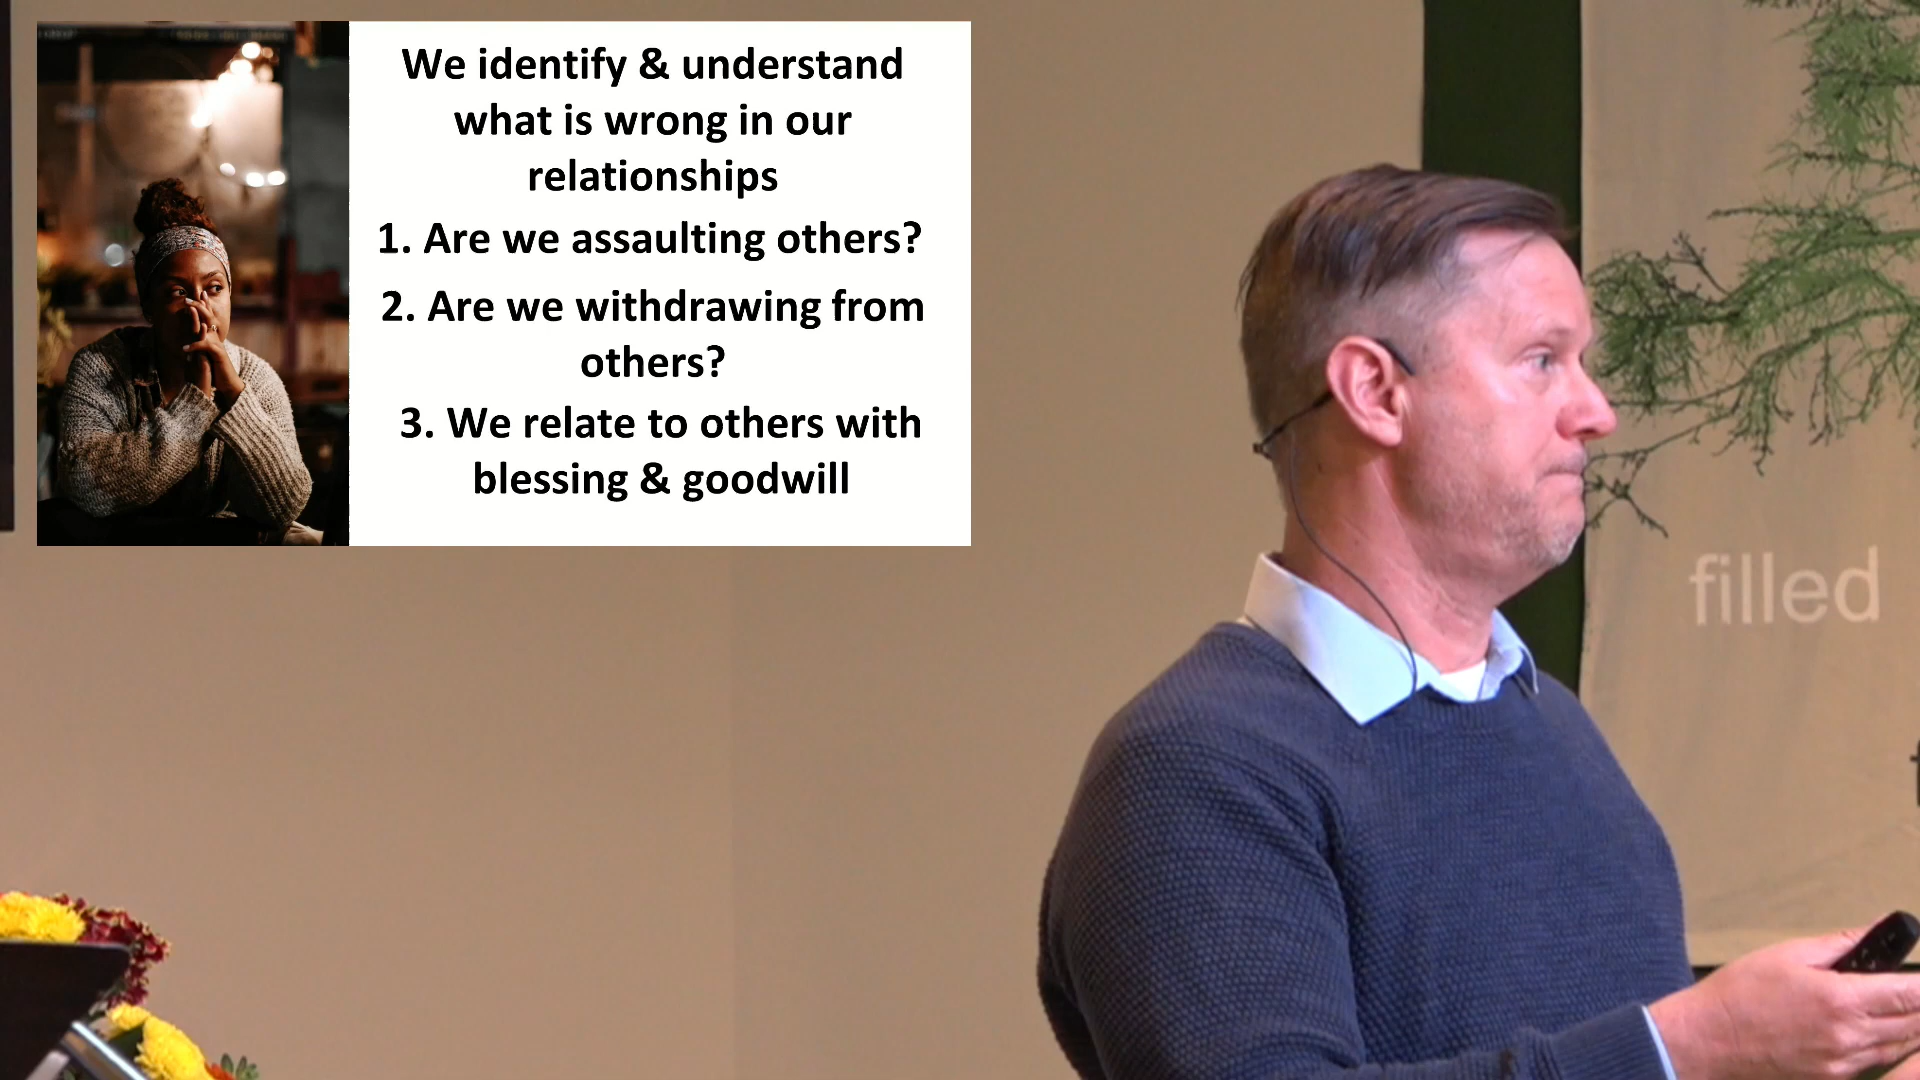 We identify & understand
what is wrong in our
relationships
1. Are we assaulting others?
2. Are we withdrawing from
others?
3. We relate to others with
blessing & goodwill
filled